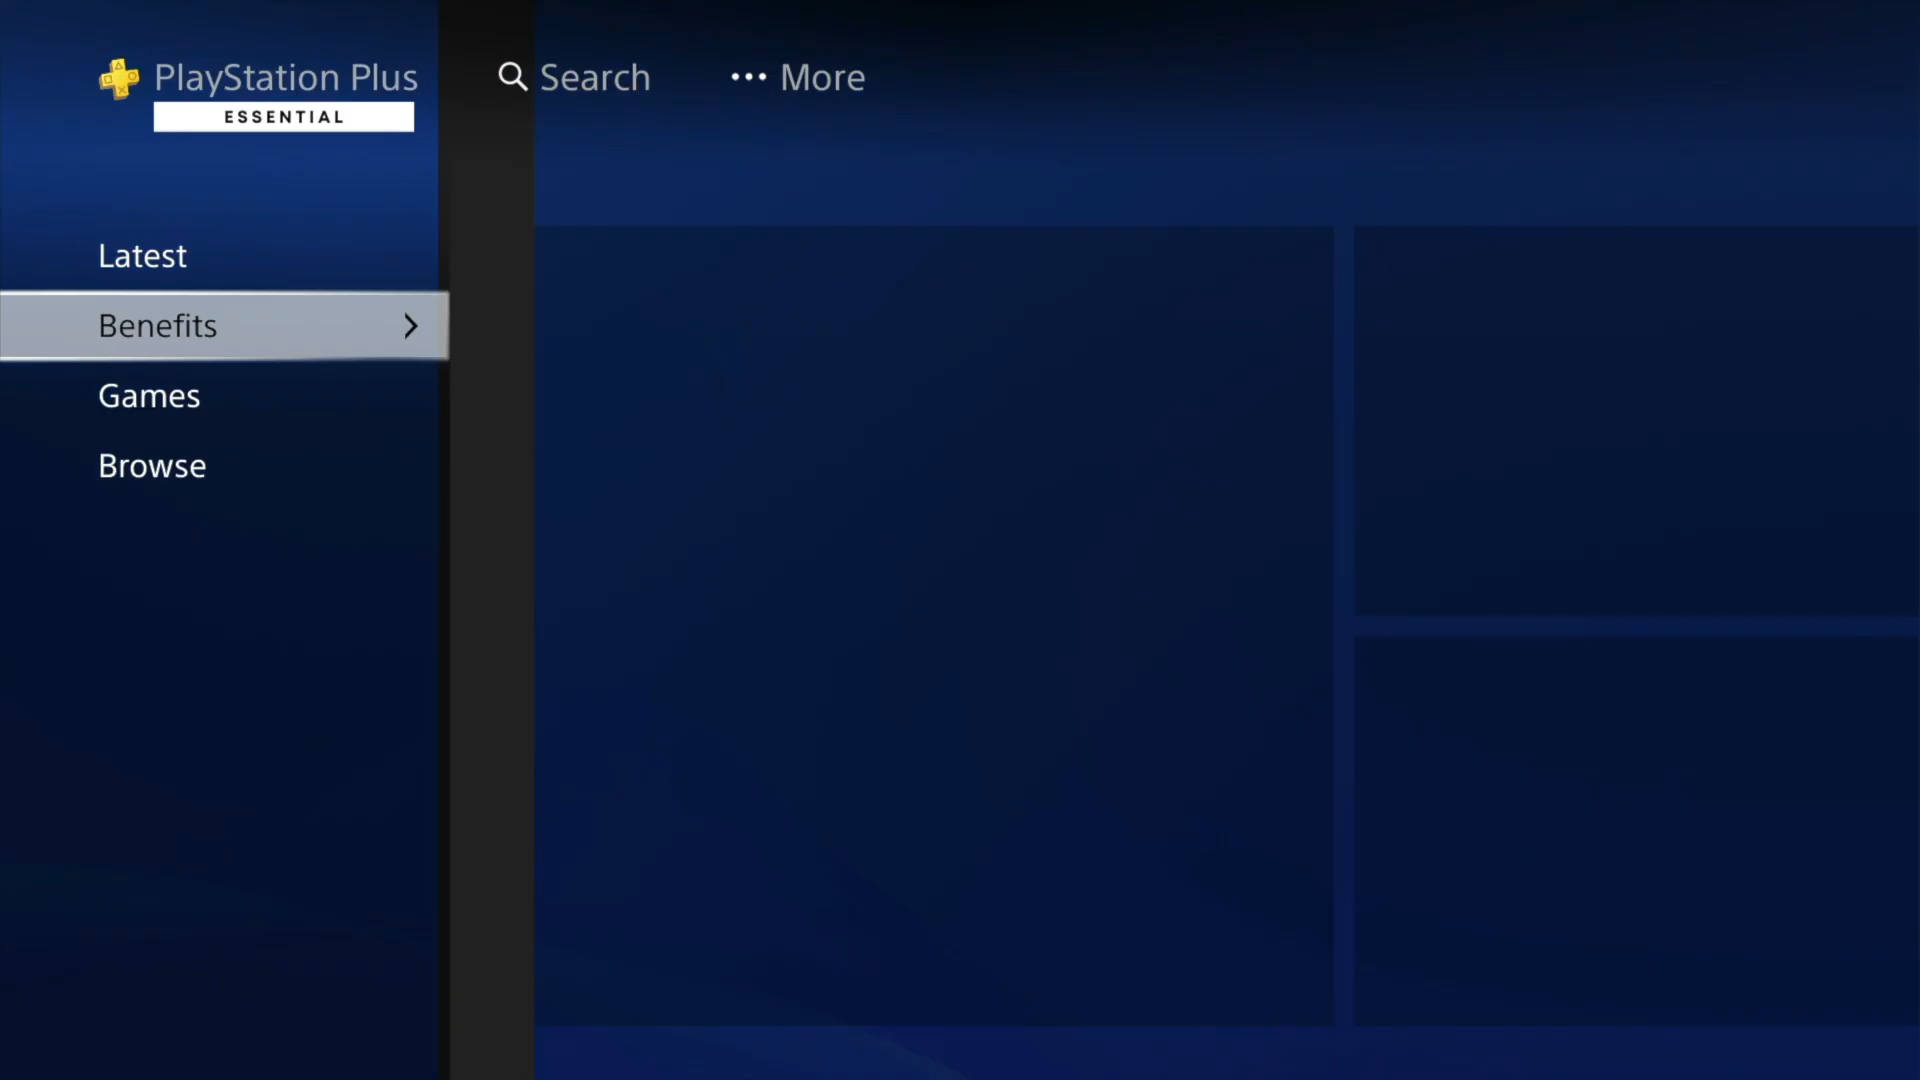 PlayStation Plus
ESSENTIAL
Search
More
Latest
Benefits
Games
Browse